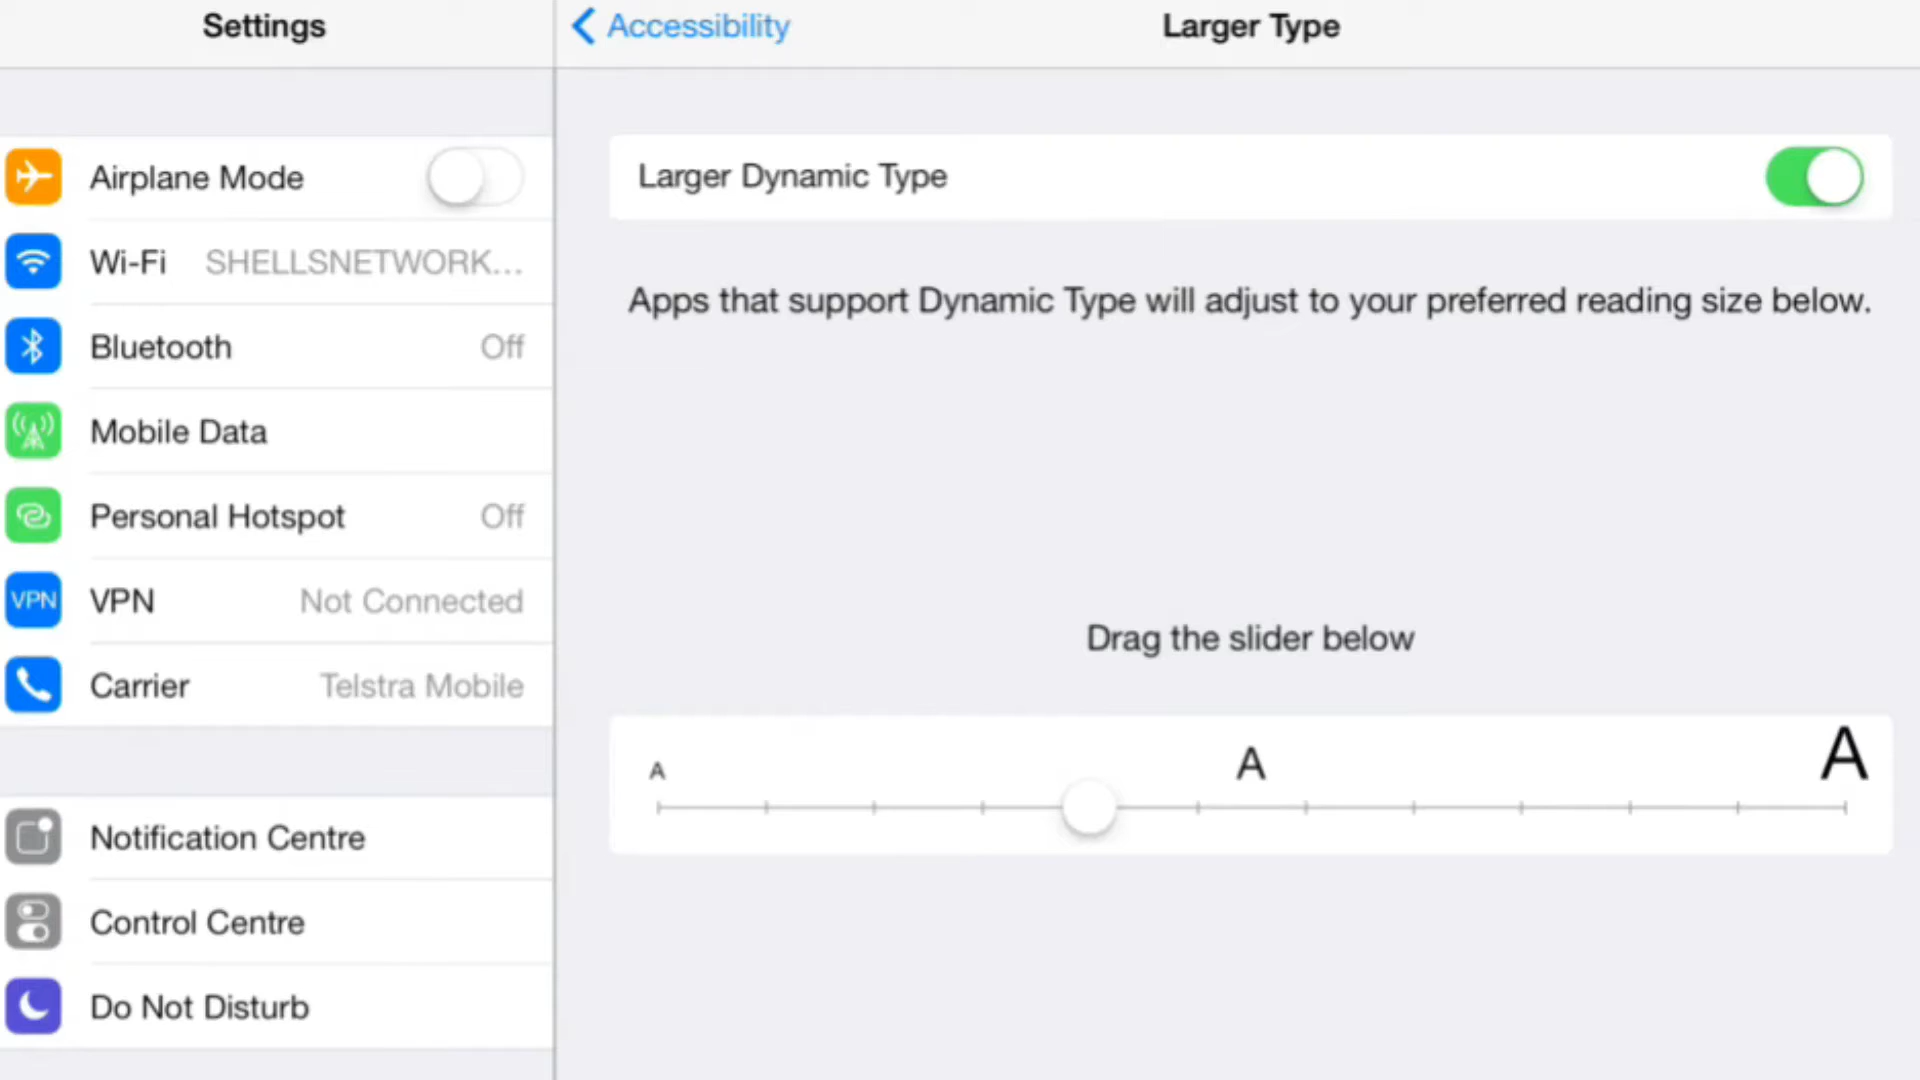 Settings
Airplane Mode
Wi-Fi SHELLSNETWORK...
Bluetooth Off
Mobile Data
Personal Hotspot Off
VPN VPN Not Connected
Carrier Telstra Mobile
Notification Centre
Control Centre
Do Not Disturb
Accessibility Larger Type
Larger Dynamic Type
Apps that support Dynamic Type will adjust to your preferred reading size below.
Drag the slider below
A A A